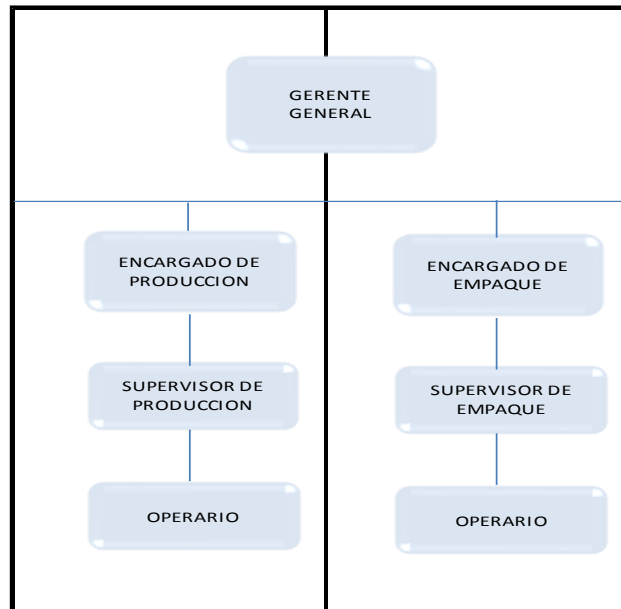 GERENTE
GENERAL
ENCARGADO DE
PRODUCCION
ENCARGADO DE
EMPAQUE
SUPERVISOR DE
PRODUCCION
SUPERVISOR DE
EMPAQUE
OPERARIO
OPERARIO